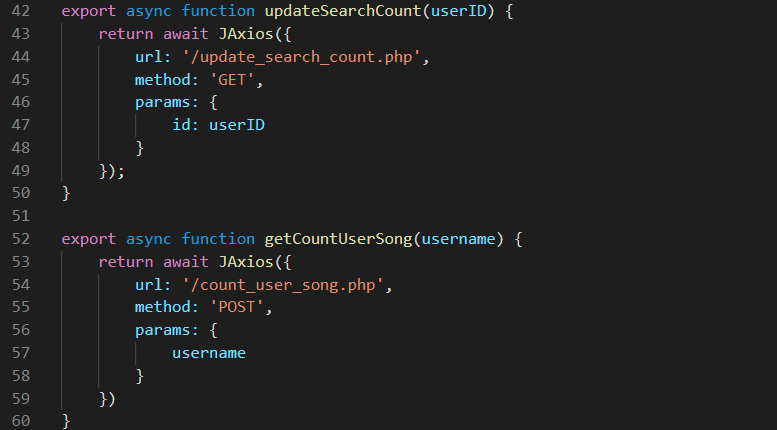 42 export async function updateSearchCount(userID) {
43     return await JAxios({
44         url: '/update_search_count.php',
45         method: 'GET',
46         params: {
47             id: userID
48         }
49     });
50 }
51
52 export async function getCountUserSong(username) {
53     return await JAxios({
54         url: '/count_user_song.php',
55         method: 'POST',
56         params: {
57             username
58         }
59     })
60 }